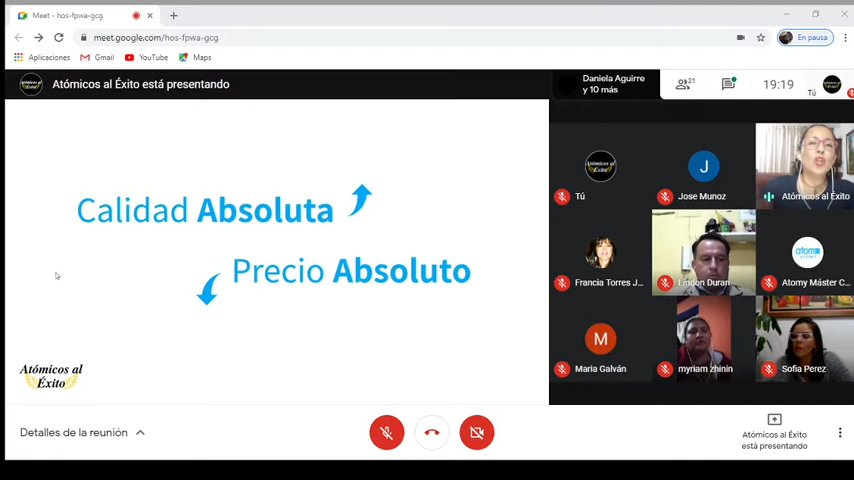 Meet - hos-fpwa-gcg
meet.google.com/hos-fpwa-gcg
En pausa
Aplicaciones
Gmail
YouTube
Maps
Atómicos al Éxito está presentando
Daniela Aguirre
y 10 más
21
19:19
Tú
Calidad Absoluta
Precio Absoluto
Atómicos al
Éxito
Tú
Jose Munoz
Atómicos al Éxito
Francia Torres J...
Lincon Duran
atom
Atomy Máster C...
M
Maria Galván
J
myriam zhinin
Sofia Perez
Detalles de la reunión
Atómicos al Éxito
está presentando